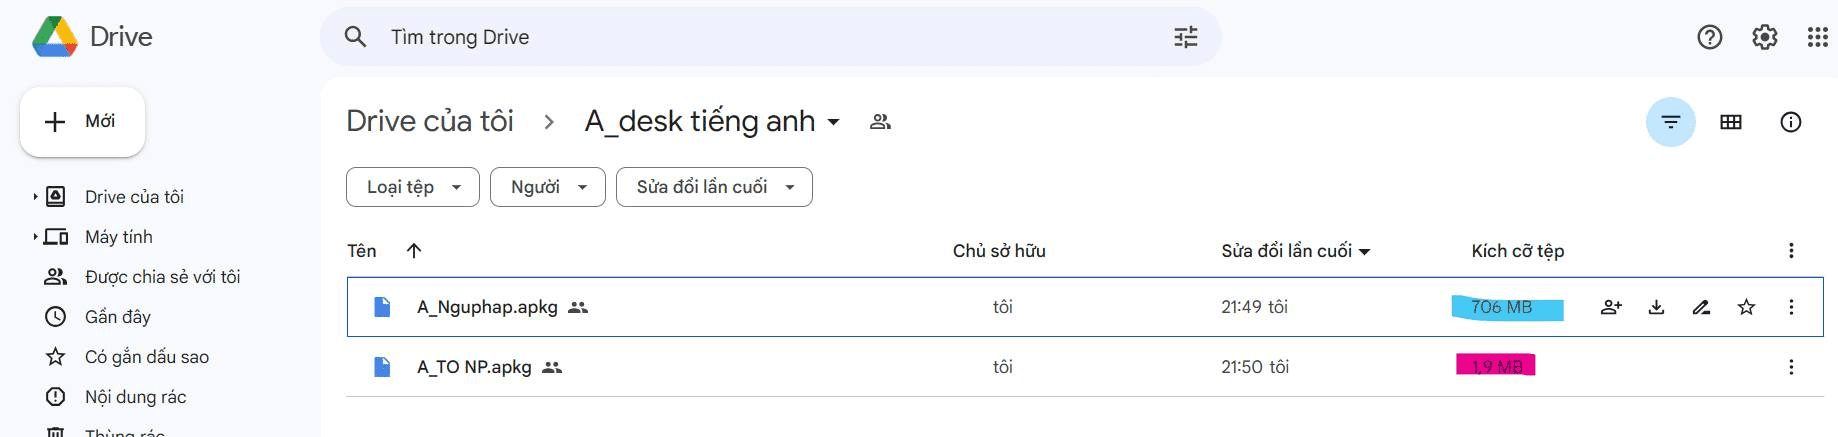 Drive
Tìm trong Drive
Mới
Drive của tôi
A_desk tiếng anh
Loại tệp
Người
Sửa đổi lần cuối
Drive của tôi
Máy tính
Được chia sẻ với tôi
Gần đây
Có gắn dấu sao
Nội dung rác
Thùng rác
Tên
Chủ sở hữu
Sửa đổi lần cuối
Kích cỡ tệp
A_Nguphap.apkg
tôi
21:49 tôi
706 MB
A_TO NP.apkg
tôi
21:50 tôi
1,9 MB